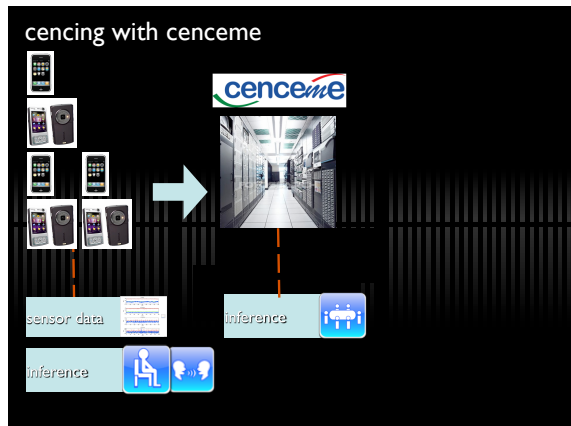 cencing with cenceme
cenceme
sensor data
inference
inference